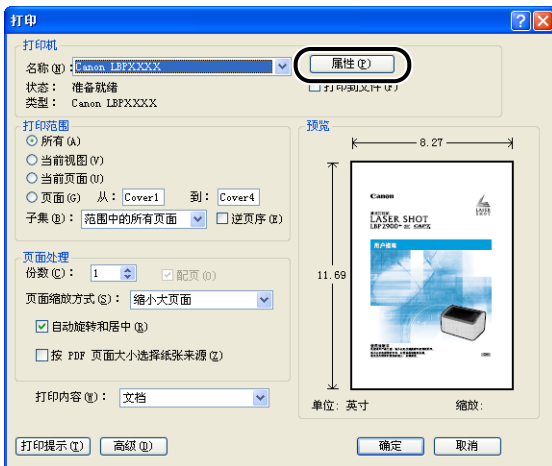 打印
打印机
名称(N): Canon LBPXXXX 属性(P)
状态: 准备就绪 打印到文件(F)
类型: Canon LBPXXXX
打印范围
所有(A)
当前视图(V)
当前页面(U)
页面(G) 从: Cover1 到: Cover4
子集(B): 范围中的所有页面 逆页序(E)
页面处理
份数(C): 1 配页(O)
页面缩放方式(S): 缩小大页面
自动旋转和居中(R)
按 PDF 页面大小选择纸张来源(Z)
打印内容(W): 文档
预览
8.27
11.69
Canon
LASER SHOT
LASER SHOT
LBP2900+
用户指南
单位: 英寸 缩放:
打印提示(T) 高级(D) 确定 取消